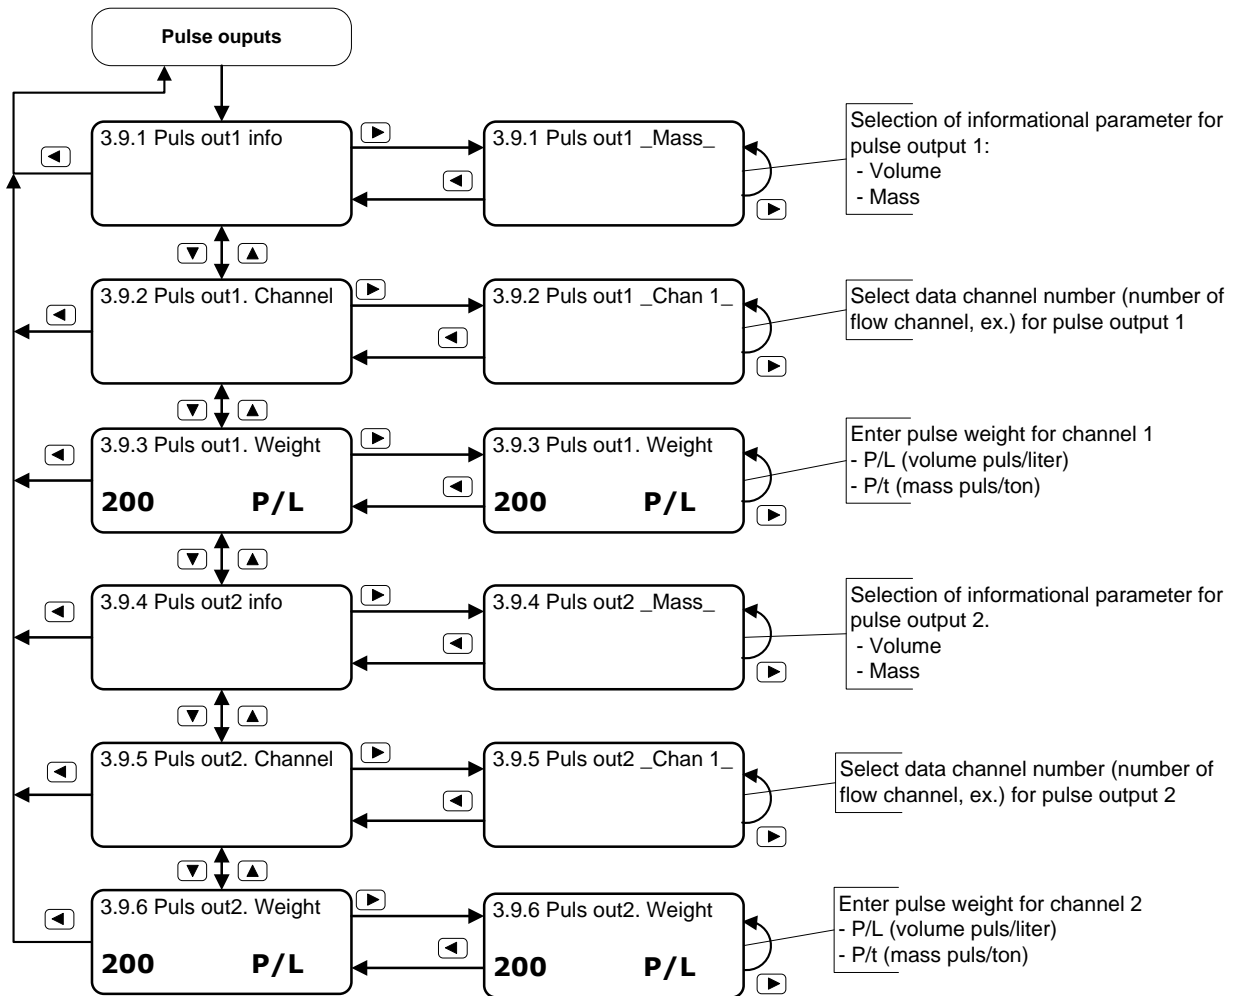 Pulse ouputs
3.9.1 Puls out1 info
3.9.1 Puls out1 _Mass_
Selection of informational parameter for
pulse output 1:
- Volume
- Mass
3.9.2 Puls out1. Channel
3.9.2 Puls out1 _Chan 1_
Select data channel number (number of
flow channel, ex.) for pulse output 1
3.9.3 Puls out1. Weight
200 P/L
3.9.3 Puls out1. Weight
200 P/L
Enter pulse weight for channel 1
- P/L (volume puls/liter)
- P/t (mass puls/ton)
3.9.4 Puls out2 info
3.9.4 Puls out2 _Mass_
Selection of informational parameter for
pulse output 2.
- Volume
- Mass
3.9.5 Puls out2. Channel
3.9.5 Puls out2 _Chan 1_
Select data channel number (number of
flow channel, ex.) for pulse output 2
3.9.6 Puls out2. Weight
200 P/L
3.9.6 Puls out2. Weight
200 P/L
Enter pulse weight for channel 2
- P/L (volume puls/liter)
- P/t (mass puls/ton)